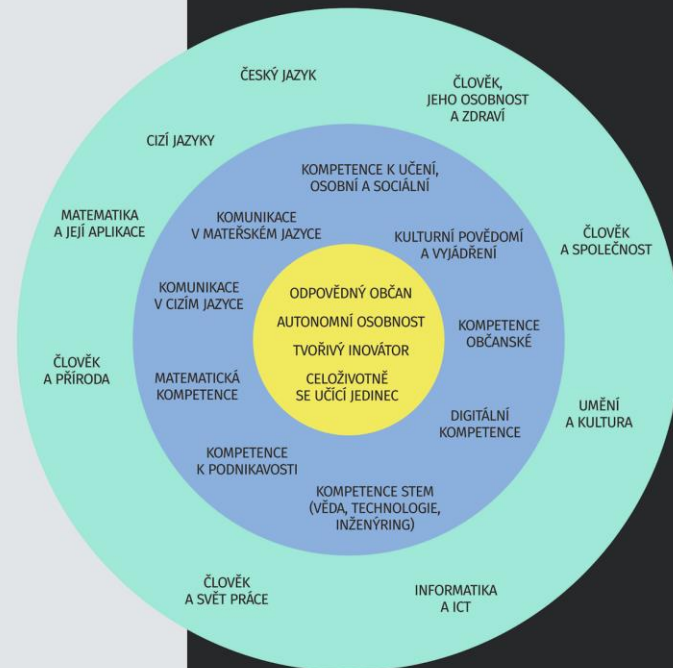 ČESKÝ JAZYK
ČLOVĚK,
JEHO OSOBNOST
A ZDRAVÍ
CIZÍ JAZYKY
KOMPETENCE K UČENÍ,
OSOBNÍ A SOCIÁLNÍ
MATEMATIKA
A JEJÍ APLIKACE
KOMUNIKACE
V MATEŘSKÉM JAZYCE
KULTURNÍ POVĚDOMÍ
A VYJÁDŘENÍ
ČLOVĚK
A SPOLEČNOST
KOMUNIKACE
V CIZÍM JAZYCE
ODPOVĚDNÝ OBČAN
AUTONOMNÍ OSOBNOST
TVOŘIVÝ INOVÁTOR
CELOŽIVOTNĚ
SE UČÍCÍ JEDINEC
KOMPETENCE
OBČANSKÉ
ČLOVĚK
A PŘÍRODA
MATEMATICKÁ
KOMPETENCE
DIGITÁLNÍ
KOMPETENCE
UMĚNÍ
A KULTURA
KOMPETENCE
K PODNIKAVOSTI
KOMPETENCE STEM
(VĚDA, TECHNOLOGIE,
INŽENÝRING)
ČLOVĚK
A SVĚT PRÁCE
INFORMATIKA
A ICT